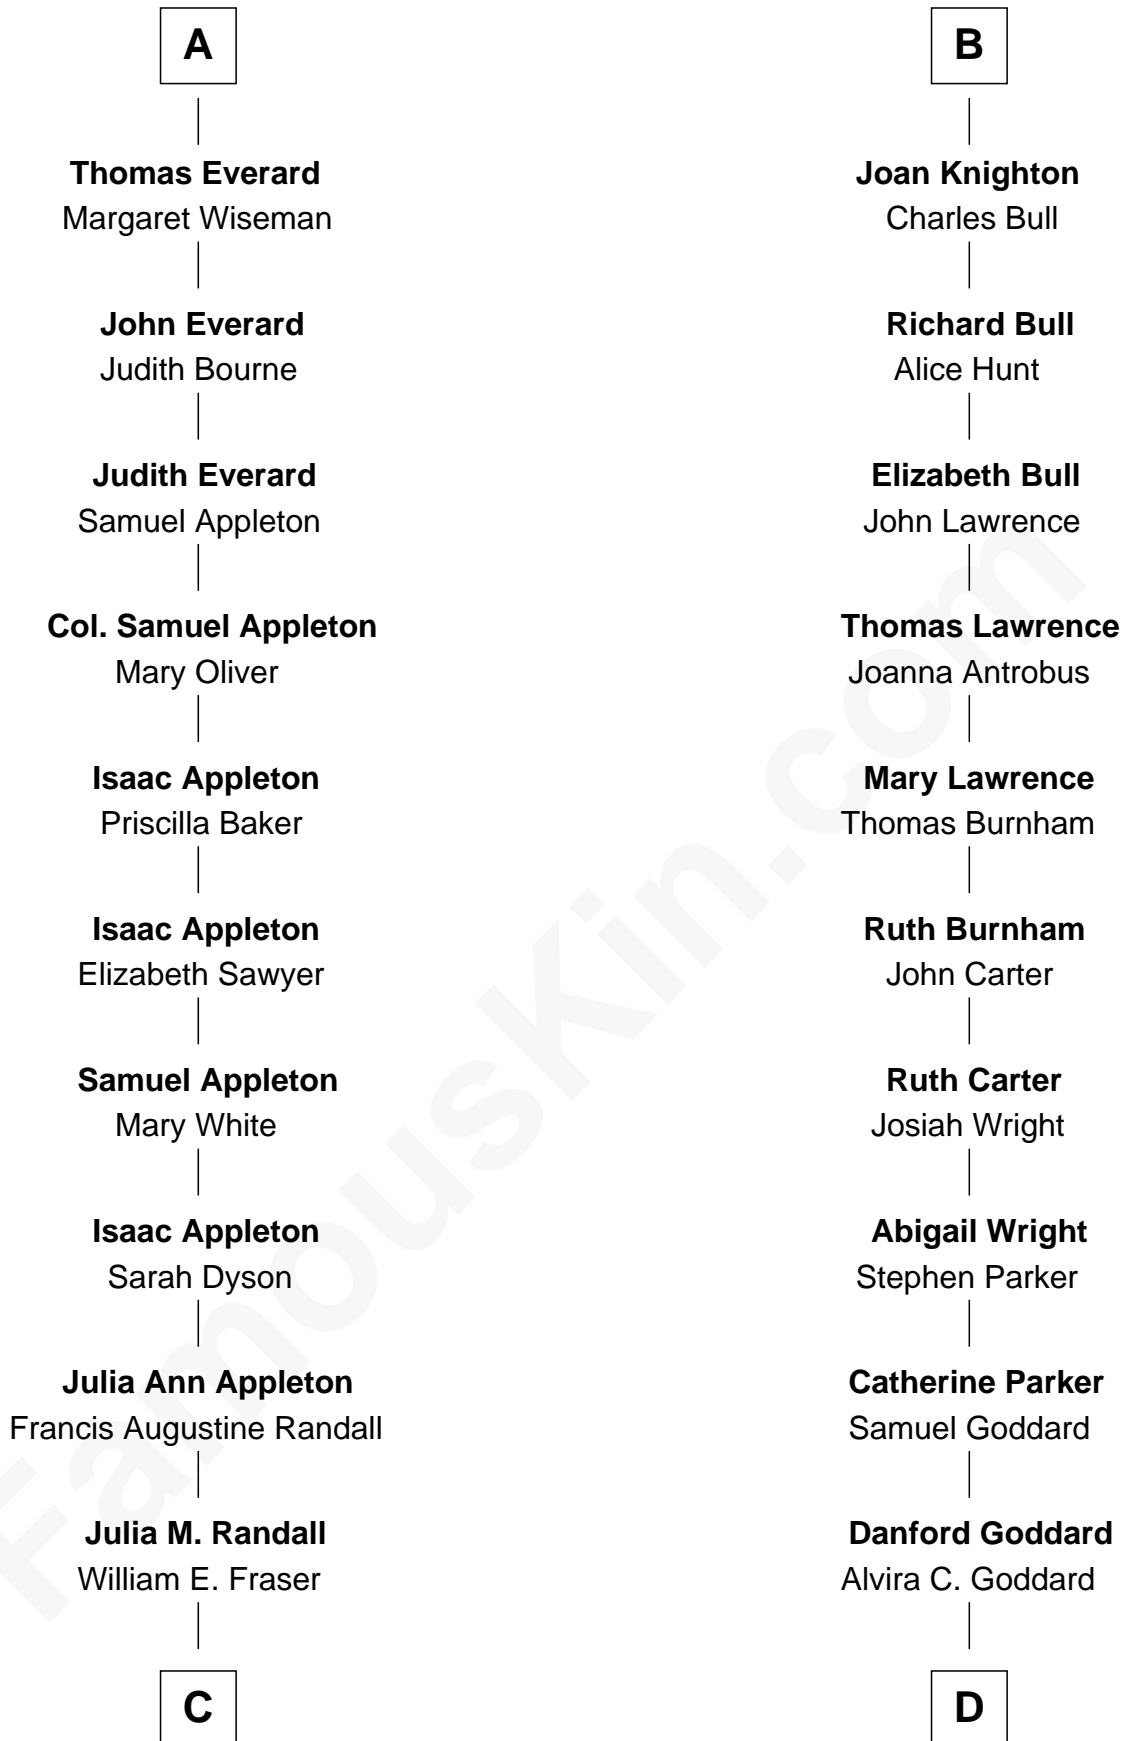 A
B
Thomas Everard
Margaret Wiseman
Joan Knighton
Charles Bull
John Everard
Judith Bourne
Richard Bull
Alice Hunt
Judith Everard
Samuel Appleton
Elizabeth Bull
John Lawrence
Col. Samuel Appleton
Mary Oliver
Thomas Lawrence
Joanna Antrobus
Isaac Appleton
Priscilla Baker
Mary Lawrence
Thomas Burnham
Isaac Appleton
Elizabeth Sawyer
Ruth Burnham
John Carter
Samuel Appleton
Mary White
Ruth Carter
Josiah Wright
Isaac Appleton
Sarah Dyson
Abigail Wright
Stephen Parker
Julia Ann Appleton
Francis Augustine Randall
Catherine Parker
Samuel Goddard
Julia M. Randall
William E. Fraser
Danford Goddard
Alvira C. Goddard
C
D
FamousKin.com